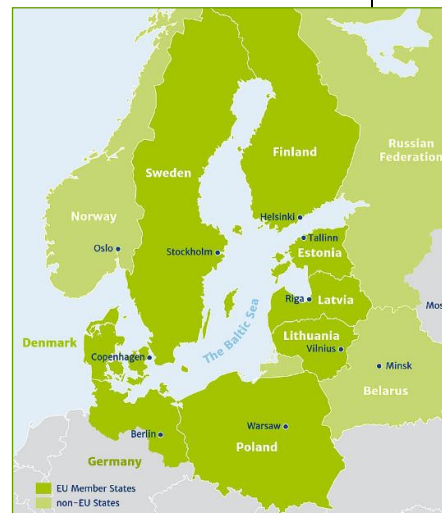 Finland
Russian
Federation
Sweden
Norway
Helsinki
Oslo
Stockholm
Tallinn
Estonia
Riga
Latvia
The Baltic Sea
Lithuania
Denmark
Copenhagen
Vilnius
Minsk
Belarus
Mos
Warsaw
Berlin
Poland
Germany
EU Member States
non-EU States